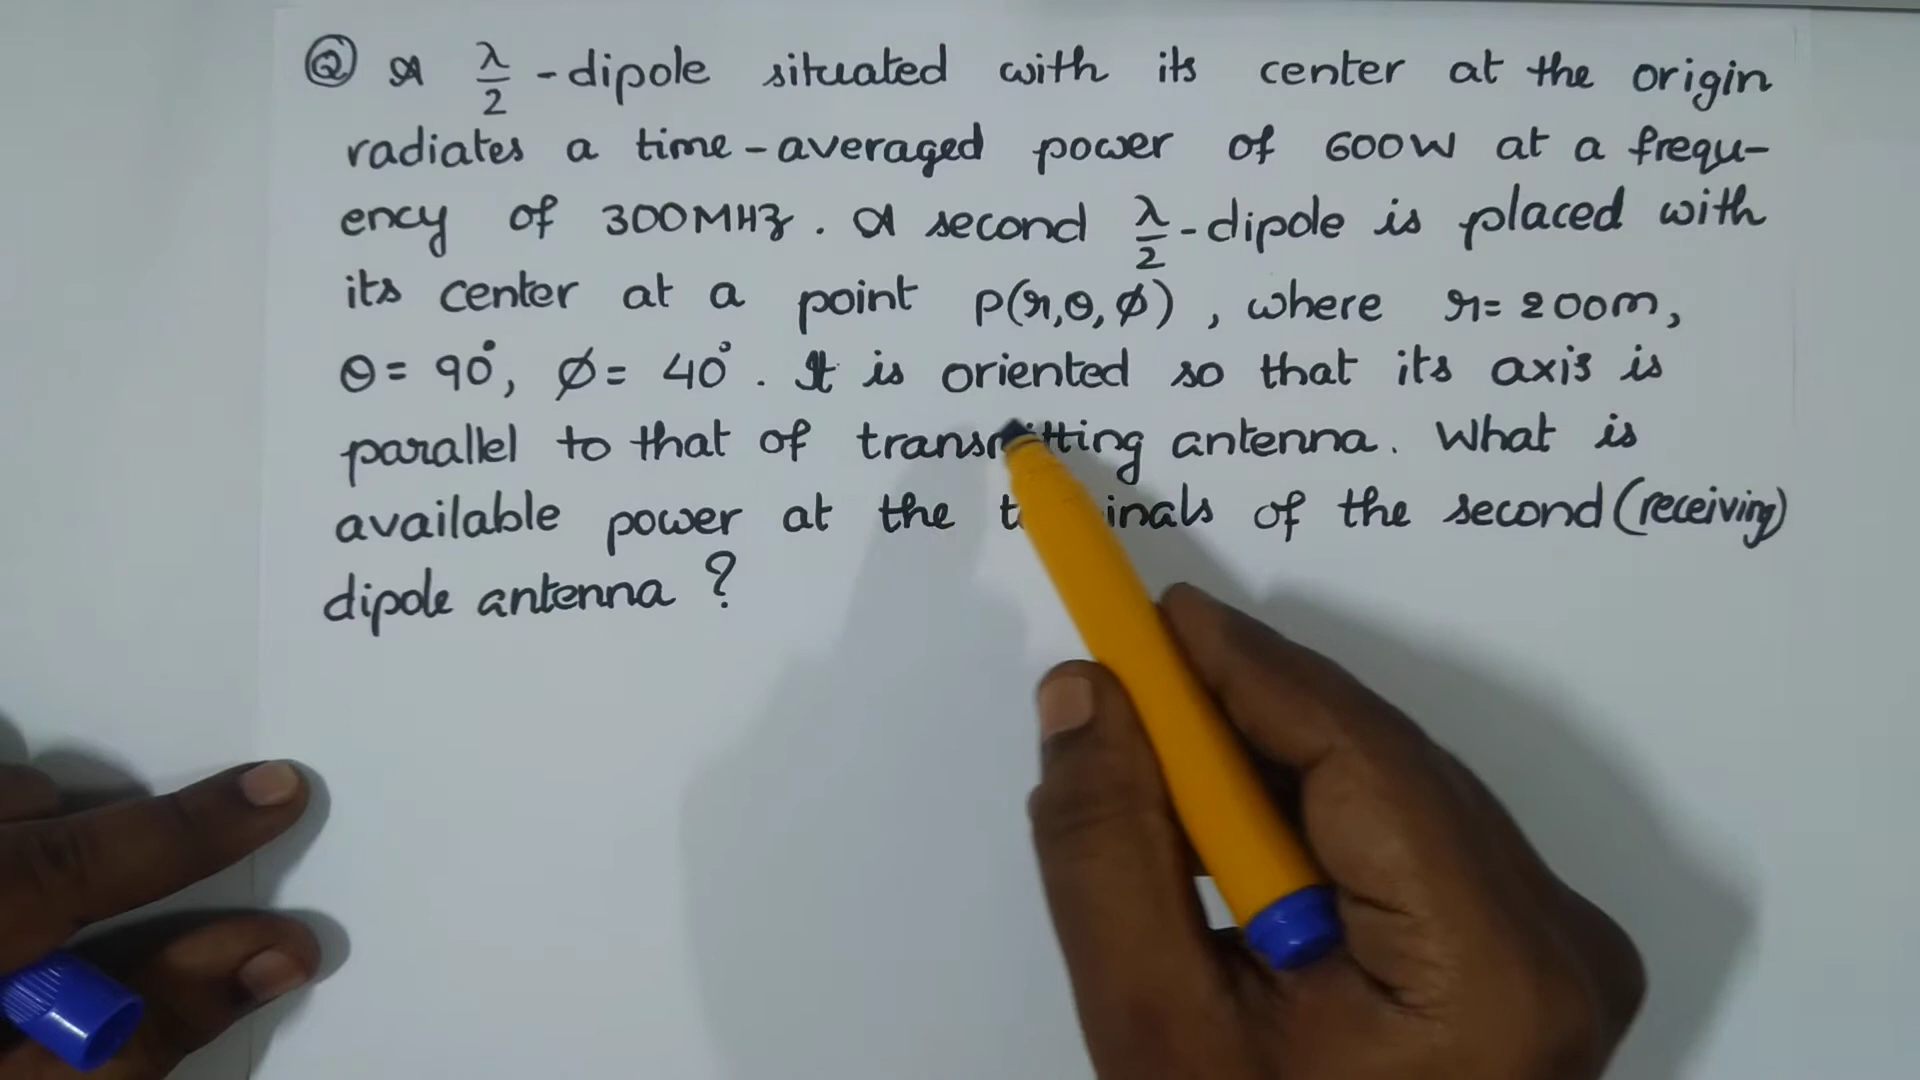 Q A λ/2 - dipole situated with its center at the origin
radiates a time-averaged power of 600W at a frequ-
ency of 300MHz. A second λ/2 - dipole is placed with
its center at a point P(r,θ,ϕ), where r=200m,
θ= 90°, ϕ= 40°. It is oriented so that its axis is
parallel to that of antenna. What is
available power at the of the second (receiving)
dipole antenna ?